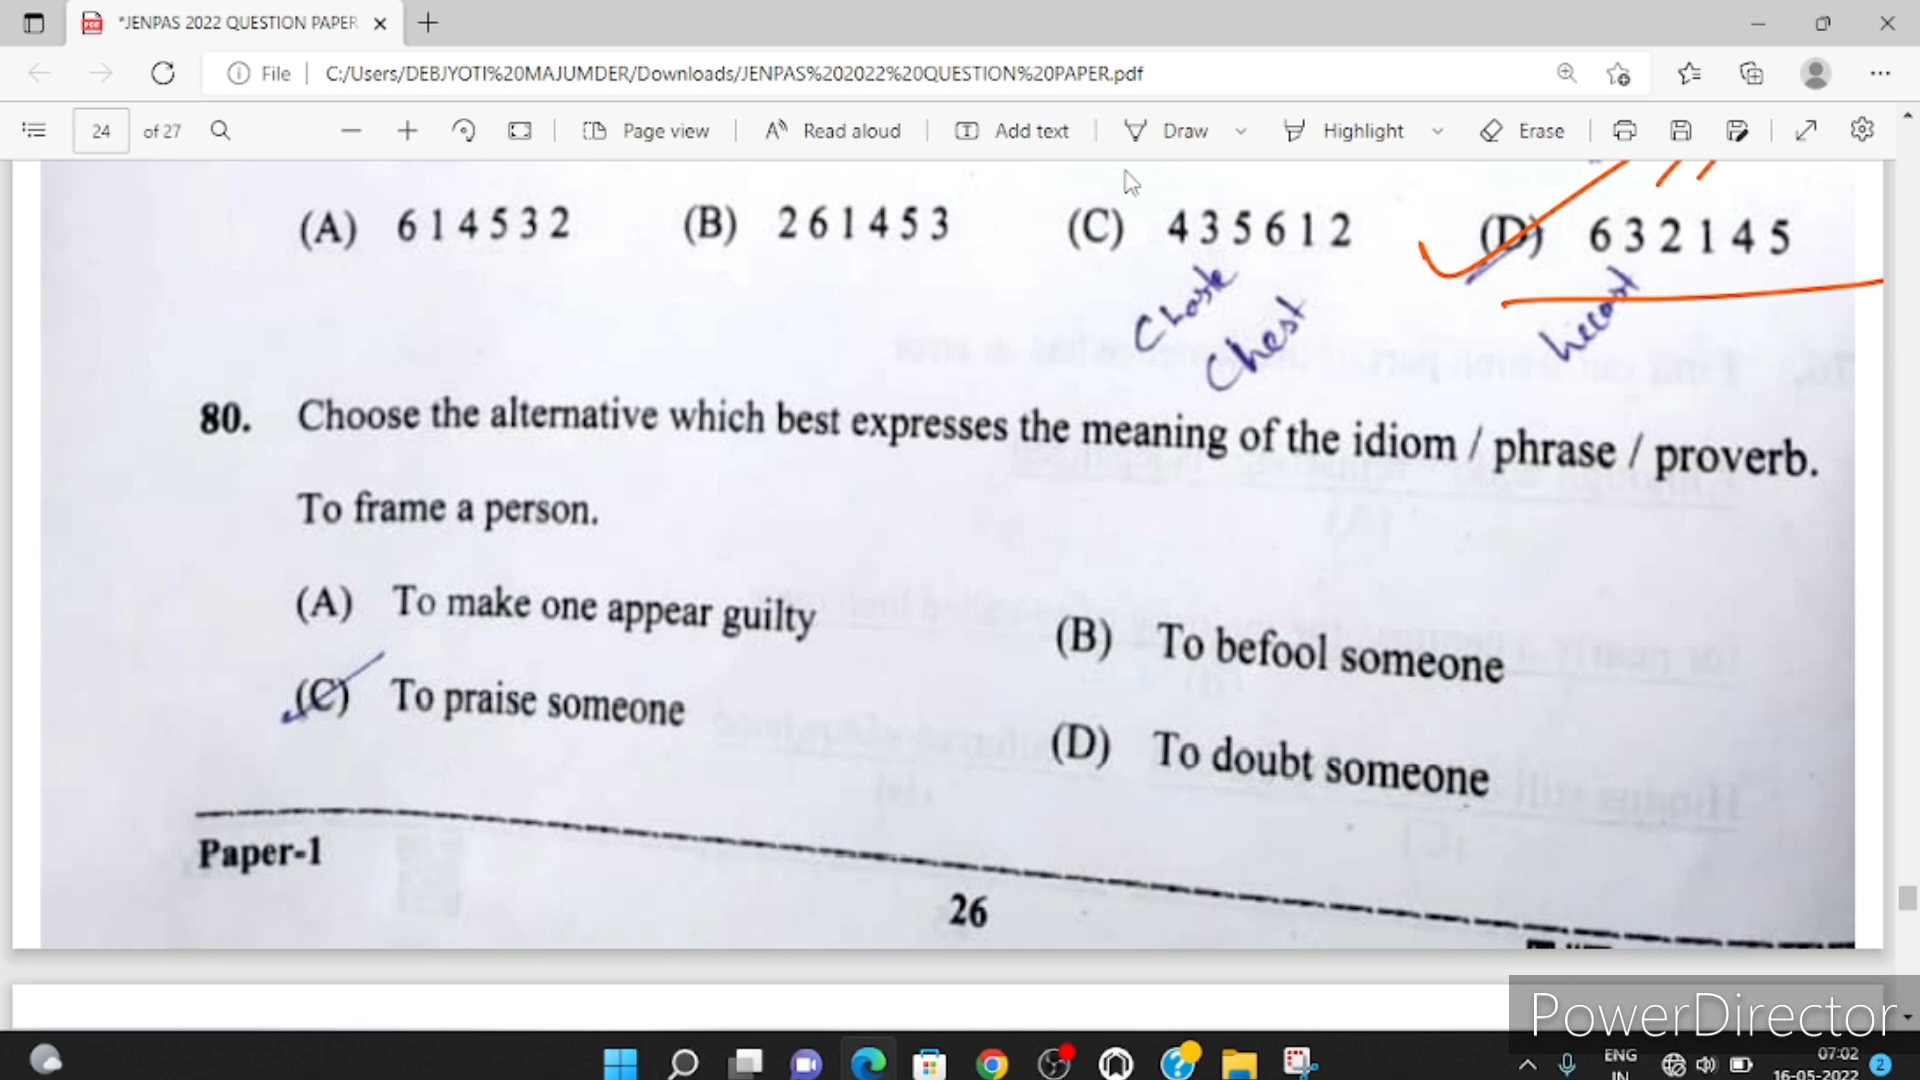 *JENPAS 2022 QUESTION PAPER
File C:/Users/DEBJYOTI%20MAJUMDER/Downloads/JENPAS%202022%20QUESTION%20PAPER.pdf
24 of 27 Page view Read aloud Add text Draw Highlight Erase
(A) 6 1 4 5 3 2 (B) 2 6 1 4 5 3 (C) 4 3 5 6 1 2 (D) 6 3 2 1 4 5
Chest
80. Choose the alternative which best expresses the meaning of the idiom / phrase / proverb.
To frame a person.
(A) To make one appear guilty
(B) To befool someone
(C) To praise someone
(D) To doubt someone
Paper-1
26
PowerDirector
ENG
IN
07:02
16-05-2022
2